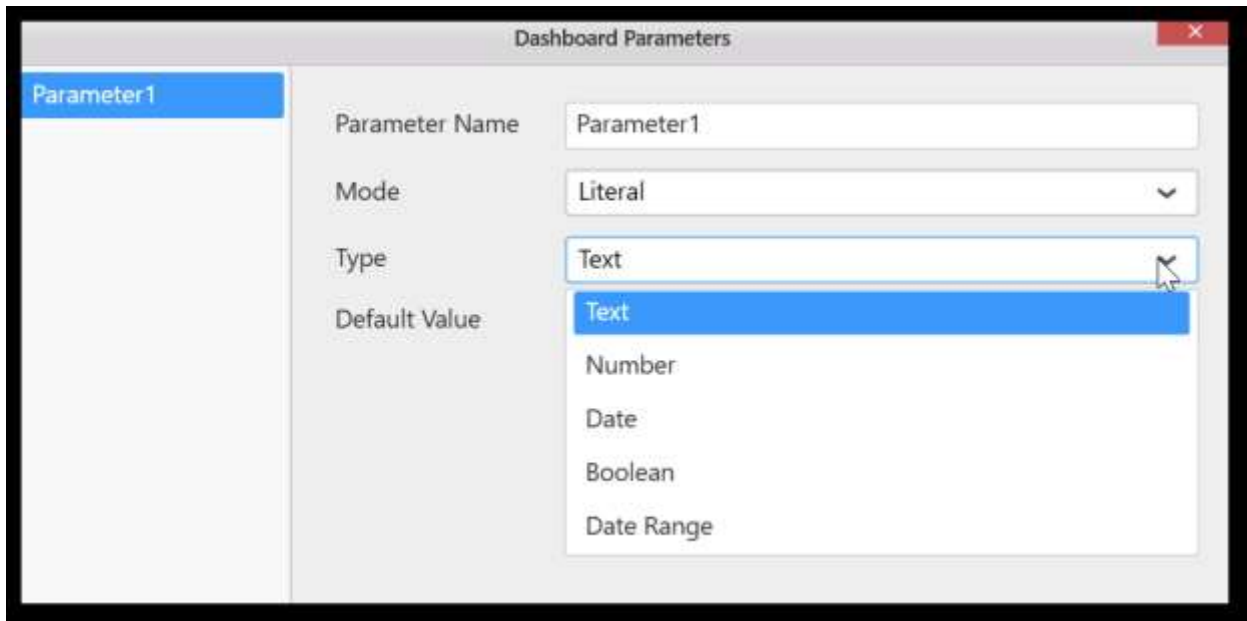 Dashboard Parameters
Parameter1
Parameter Name Parameter1
Mode Literal
Type Text
Default Value Text
Number
Date
Boolean
Date Range